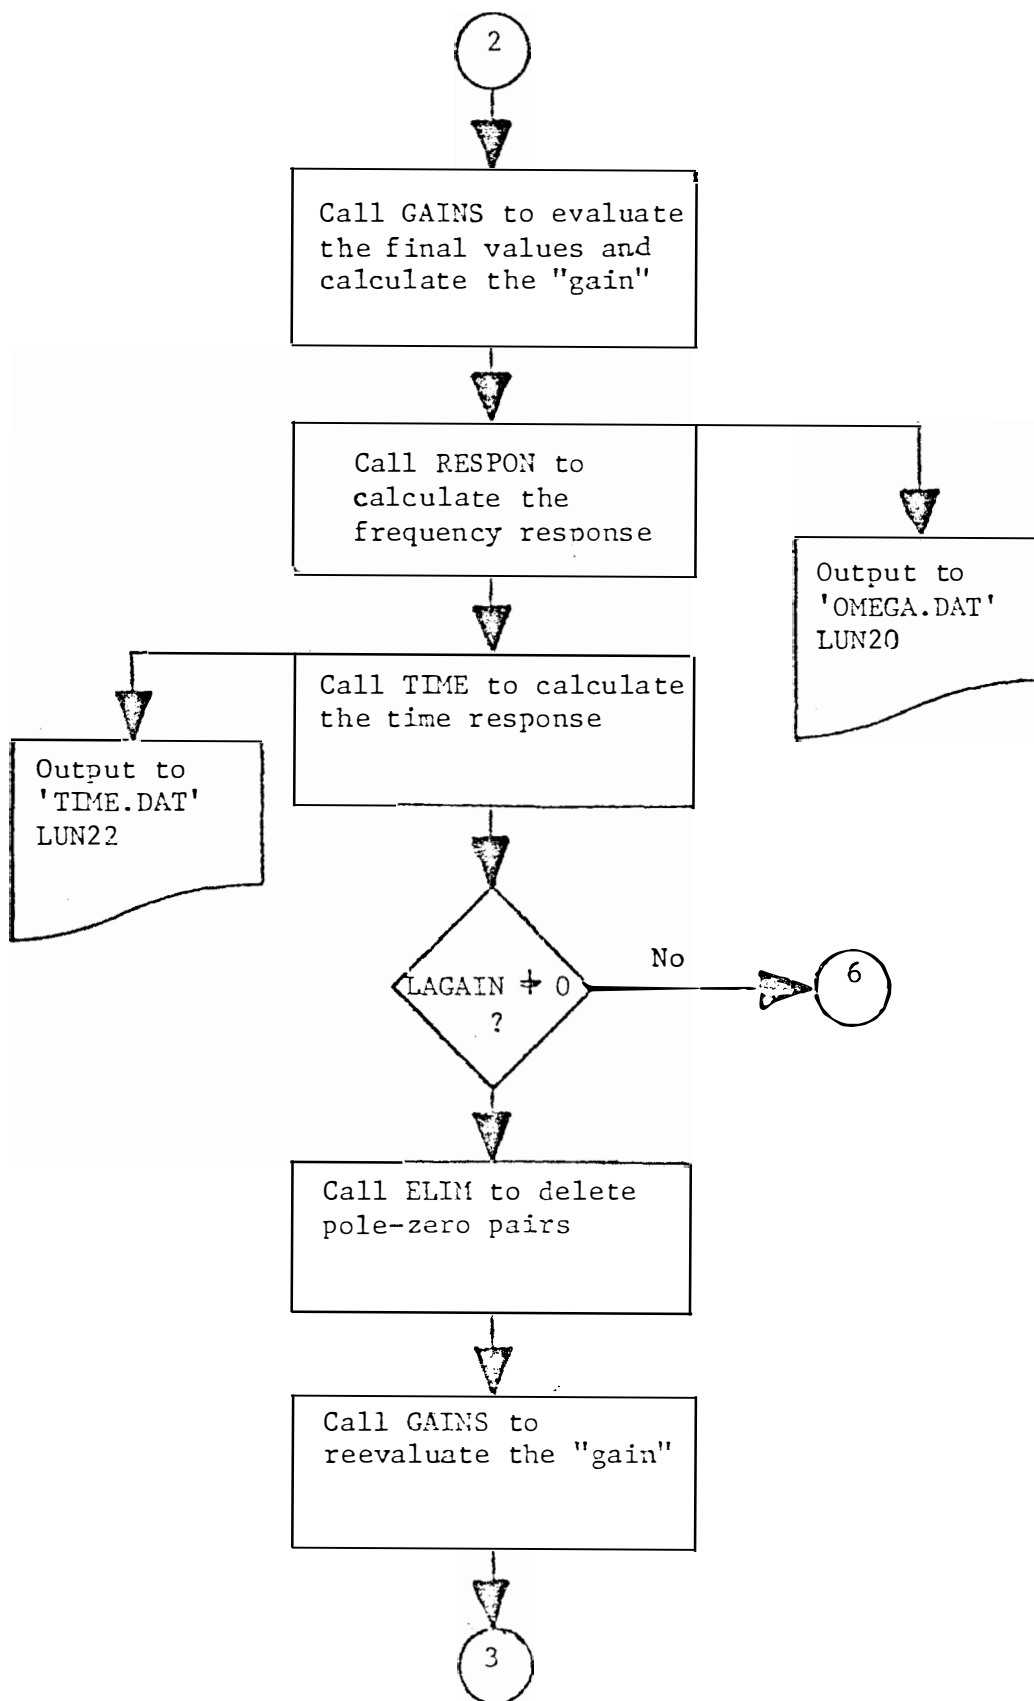 2
Call GAINS to evaluate
the final values and
calculate the "gain"
Call RESPON to
calculate the
frequency response
Output to
'OMEGA.DAT'
LUN20
Call TIME to calculate
the time response
Output to
'TIME.DAT'
LUN22
LAGAIN ≠ 0
?
No
6
Call ELIM to delete
pole-zero pairs
Call GAINS to
reevaluate the "gain"
3